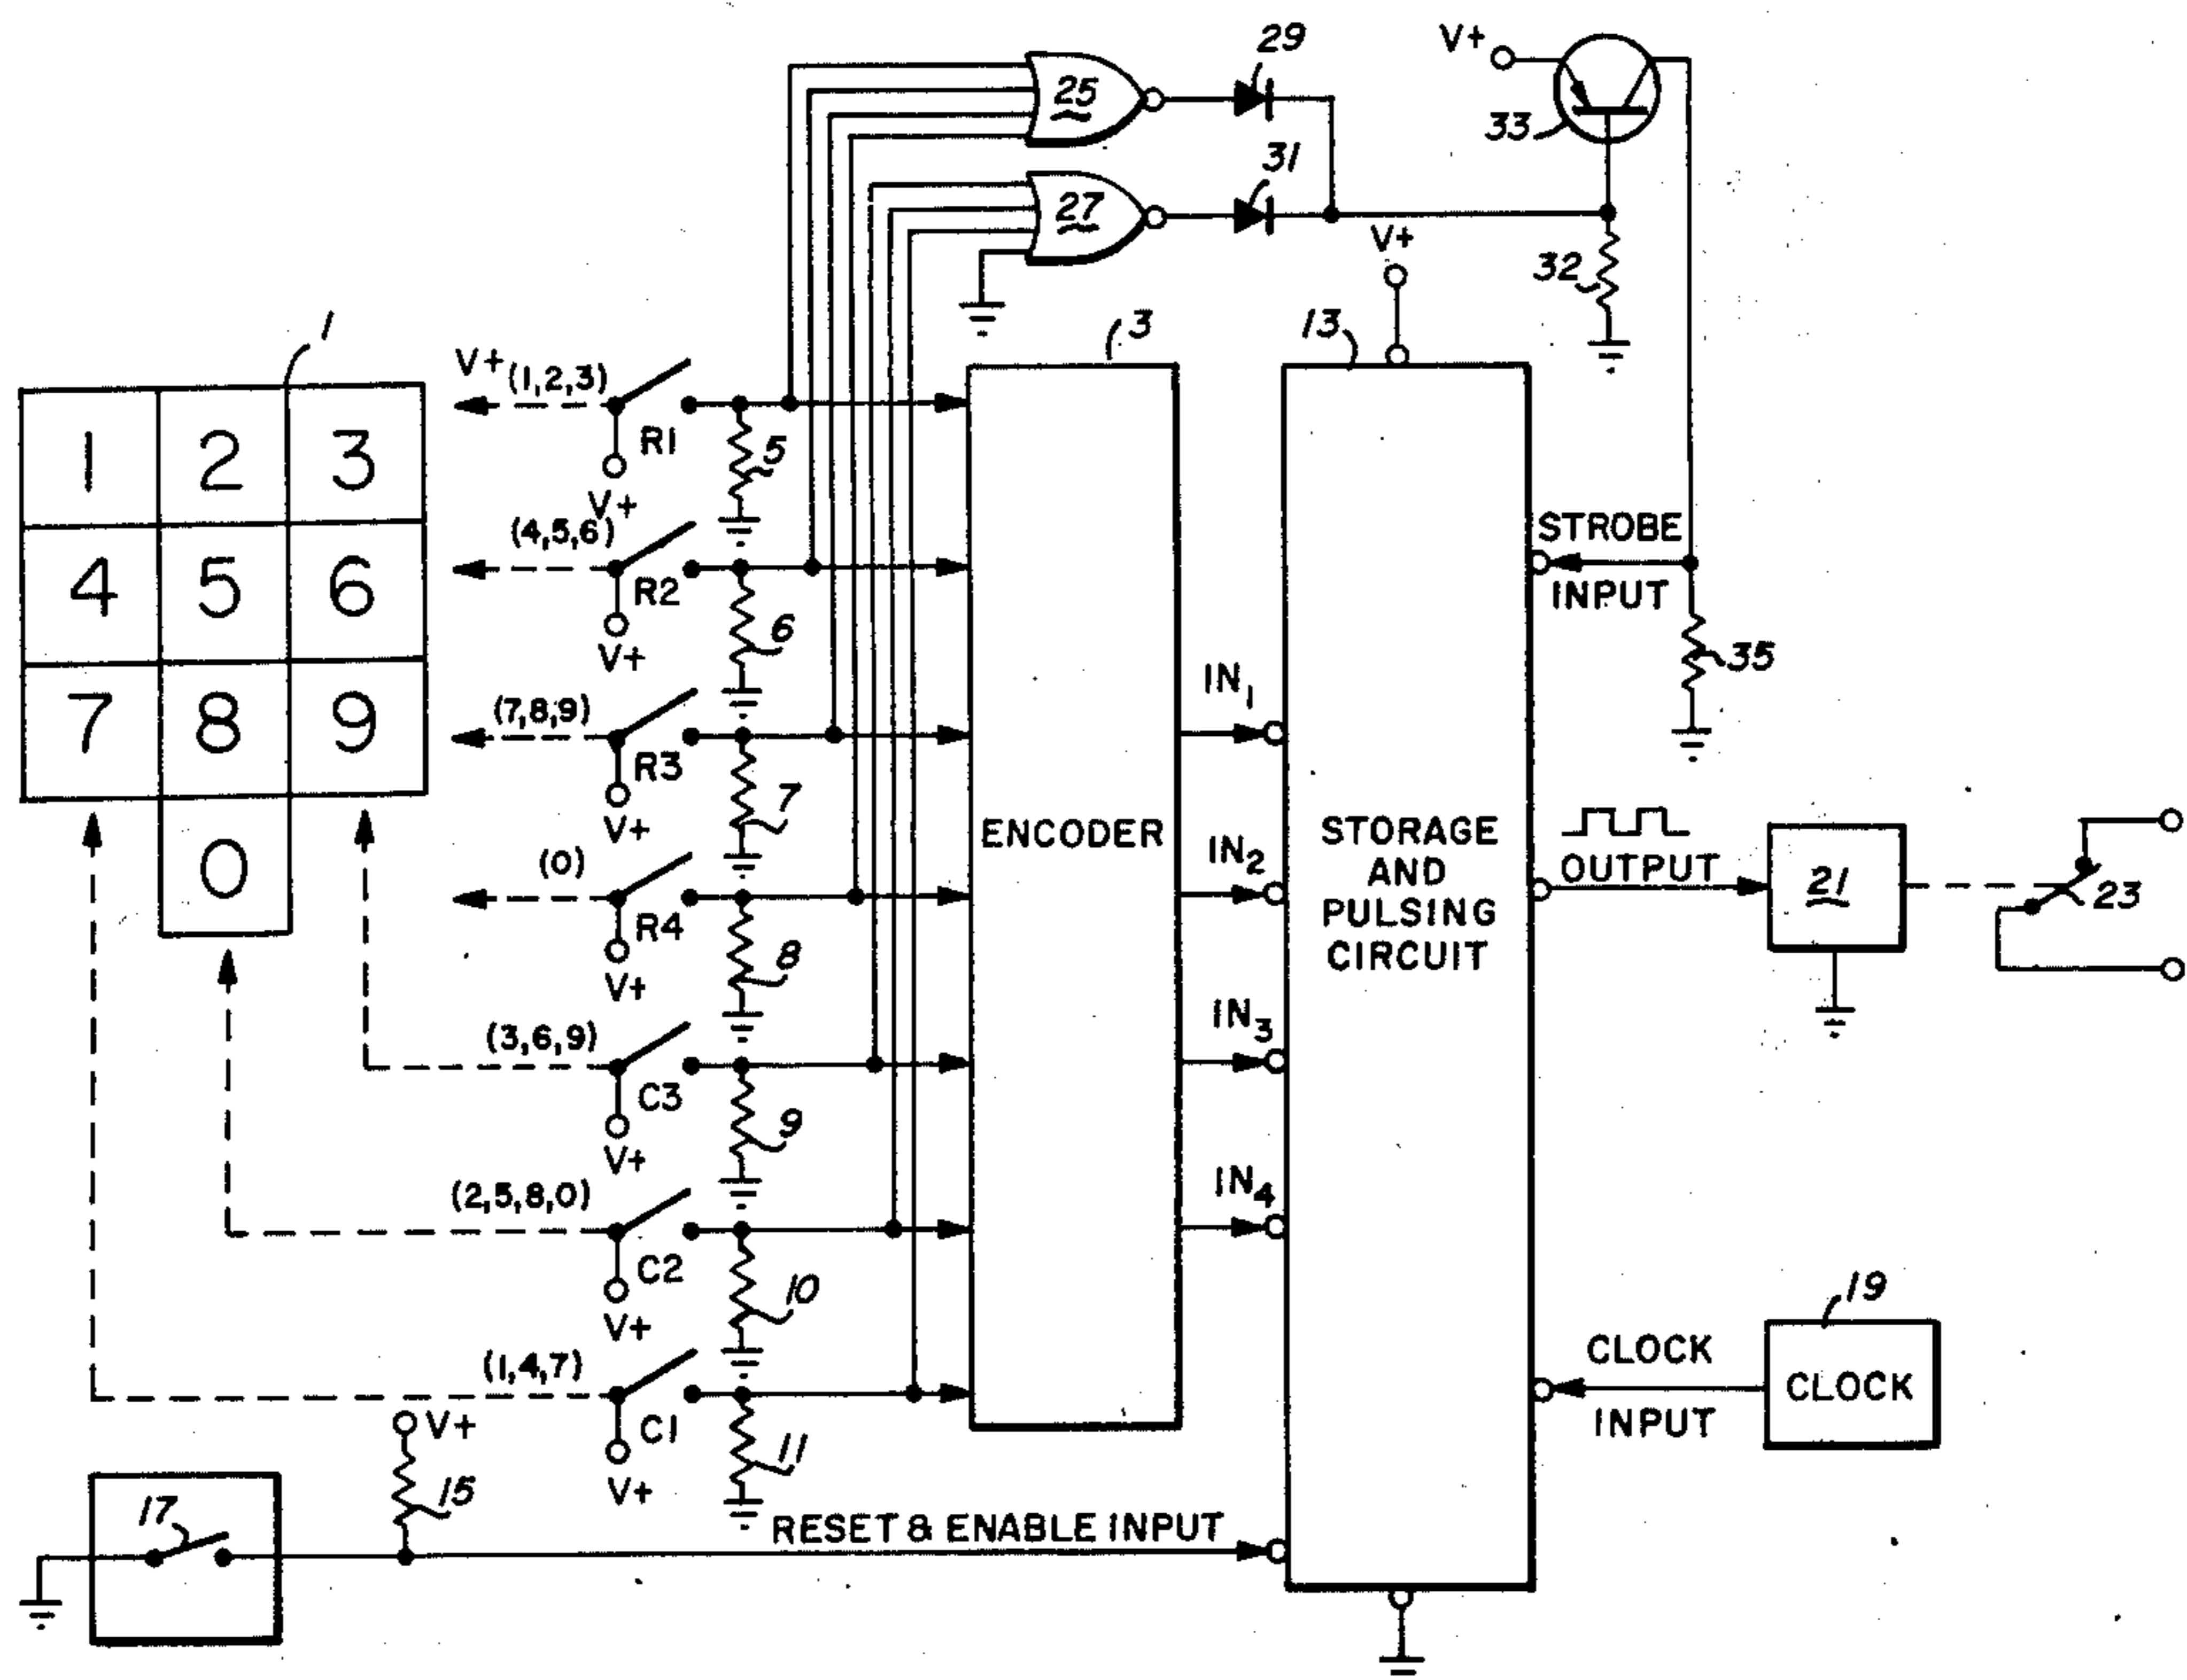 29
V+
25
33
31
27
V+
32
1
3
13
V+ (1,2,3)
R1
5
V+
1 2 3
(4,5,6)
STROBE
INPUT
R2
6
V+
4 5 6
35
IN1
(7,8,9)
R3
7
V+
7 8 9
ENCODER
STORAGE
AND
PULSING
CIRCUIT
IN2
OUTPUT
21
23
(0)
R4
8
V+
0
IN3
(3,6,9)
C3
9
V+
IN4
(2,5,8,0)
C2
10
V+
19
CLOCK
INPUT
CLOCK
(1,4,7)
C1
11
V+
V+
15
17
RESET & ENABLE INPUT